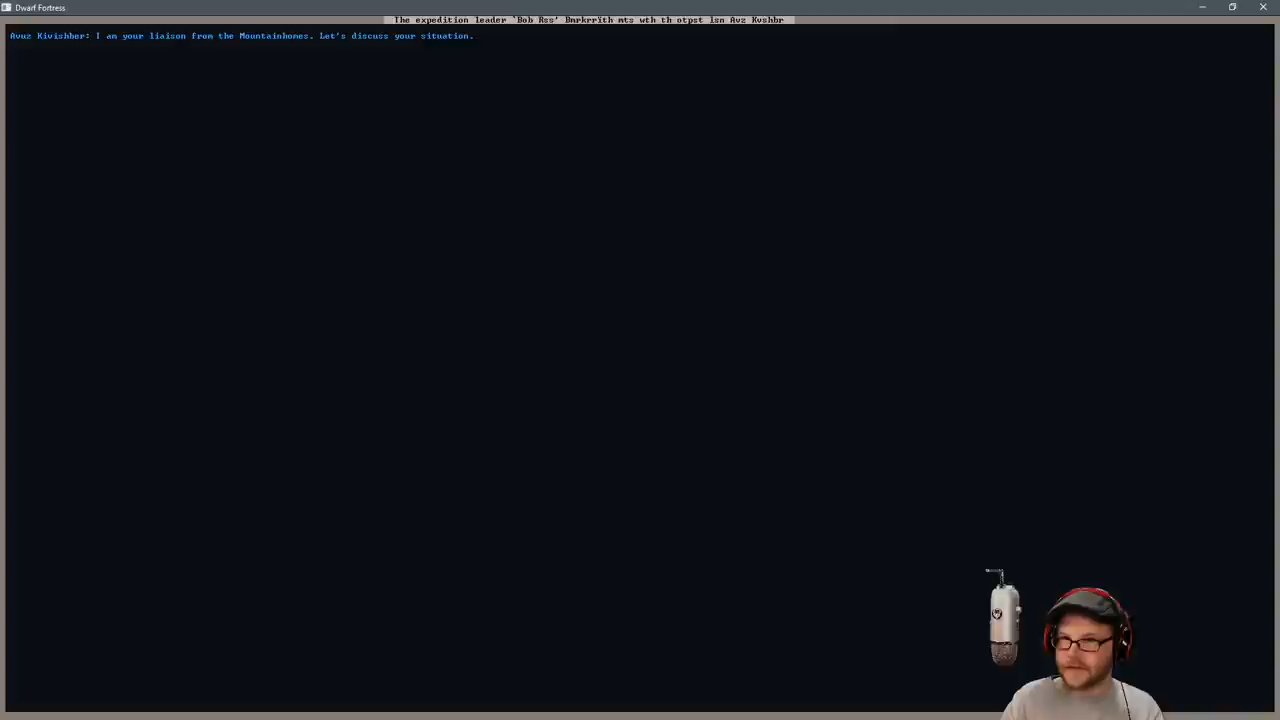 Dwarf Fortress
The expedition leader `Bob Rss' Dmrkrrïth mts wth th otpst lsn Avz Kvshbr
Avuz Kivishber: I am your liaison from the Mountainhomes. Let's discuss your situation.